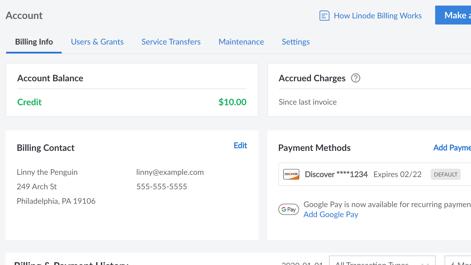 Account
How Linode Billing Works
Make a
Billing Info
Users & Grants
Service Transfers
Maintenance
Settings
Account Balance
Credit
$10.00
Accrued Charges
Since last invoice
Billing Contact
Edit
Linny the Penguin
linny@example.com
249 Arch St
555-555-5555
Philadelphia, PA 19106
Payment Methods
Add Payme
Discover ****1234 Expires 02/22 DEFAULT
G Pay
Google Pay is now available for recurring paymen
Add Google Pay
Billing & Payment History
2020-01-01
All Transaction Types